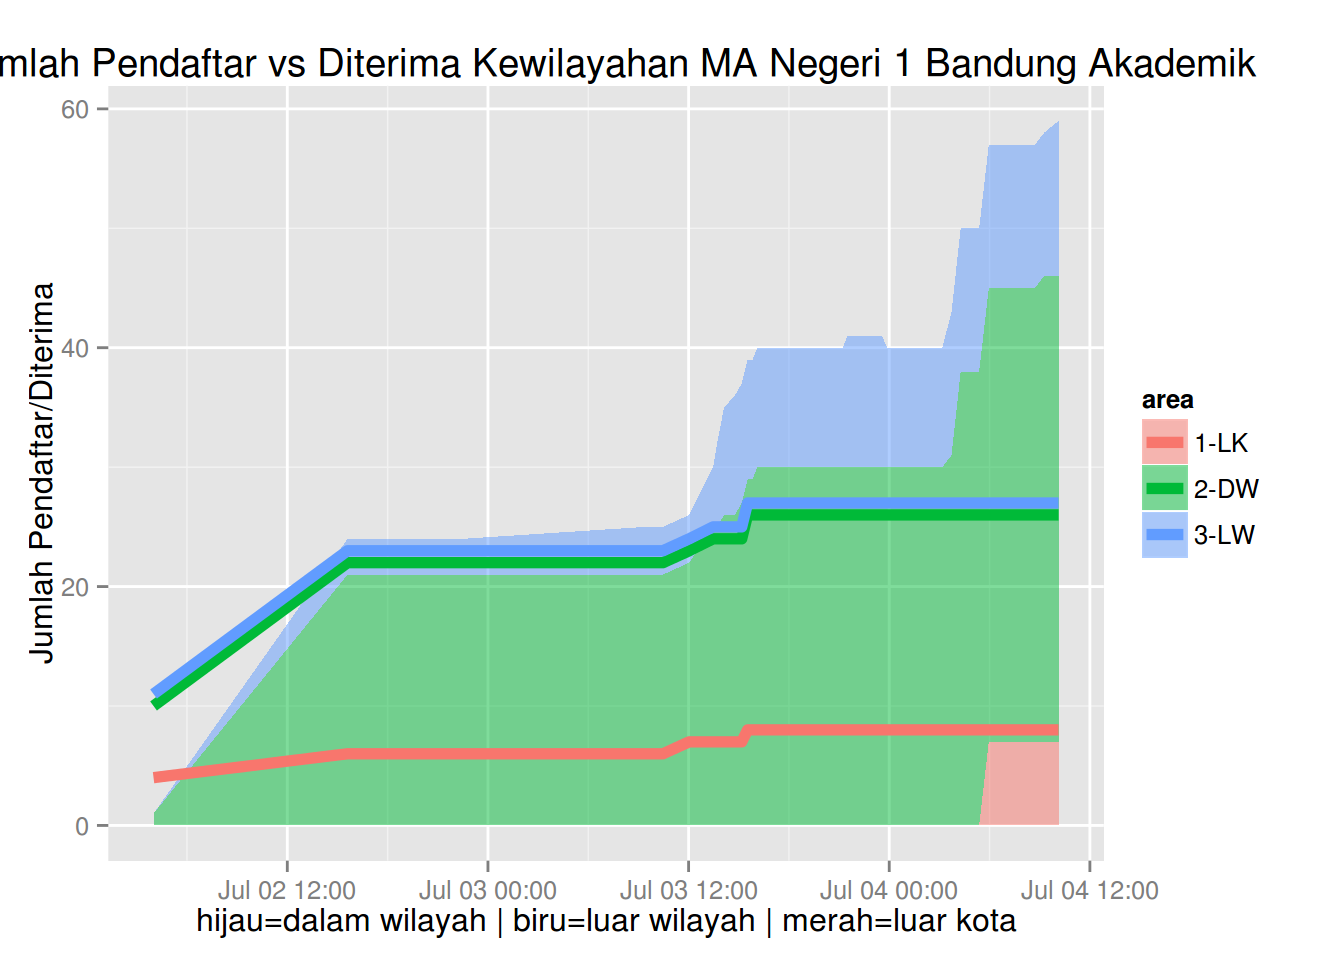 mlah Pendaftar vs Diterima Kewilayahan MA Negeri 1 Bandung Akademik
60
40
20
0
Jumlah Pendaftar/Diterima
Jul 02 12:00 Jul 03 00:00 Jul 03 12:00 Jul 04 00:00 Jul 04 12:00
hijau=dalam wilayah | biru=luar wilayah | merah=luar kota
area
1-LK
2-DW
3-LW